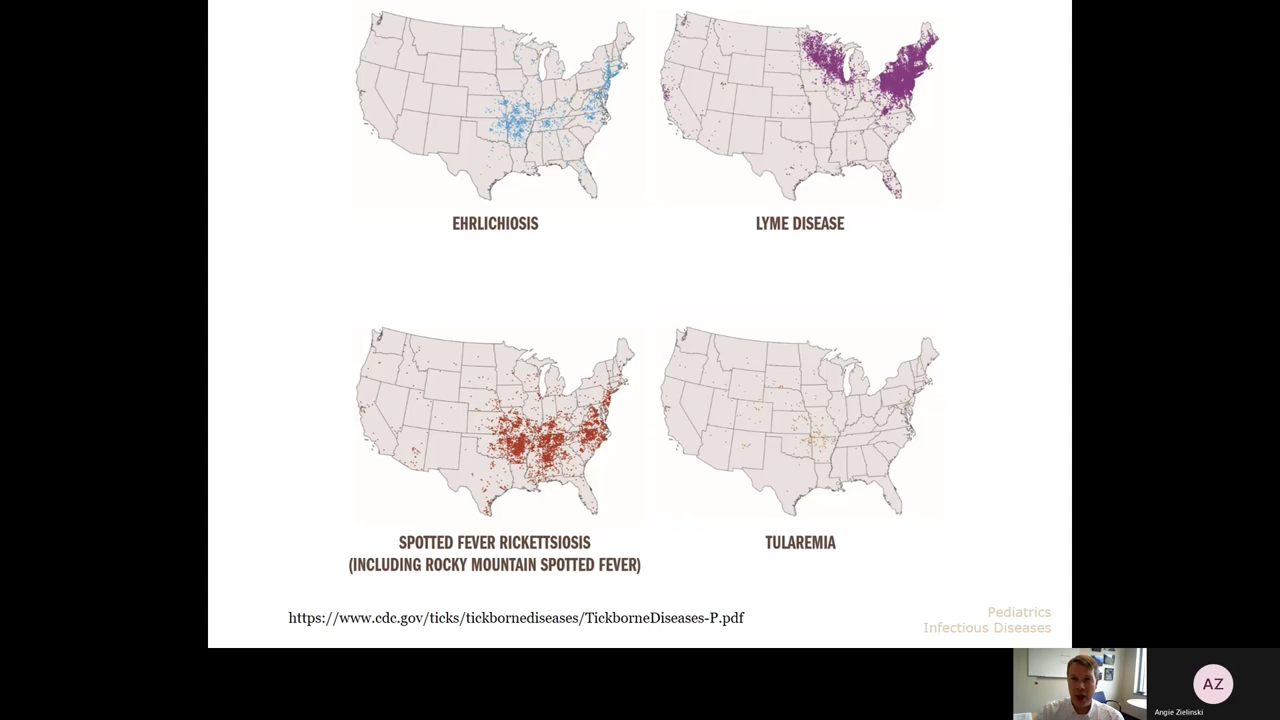 EHRLICHIOSIS
LYME DISEASE
SPOTTED FEVER RICKETTSIOSIS
(INCLUDING ROCKY MOUNTAIN SPOTTED FEVER)
TULAREMIA
https://www.cdc.gov/ticks/tickbornediseases/TickborneDiseases-P.pdf
Pediatrics
Infectious Diseases
AZ
Angie Zielinski